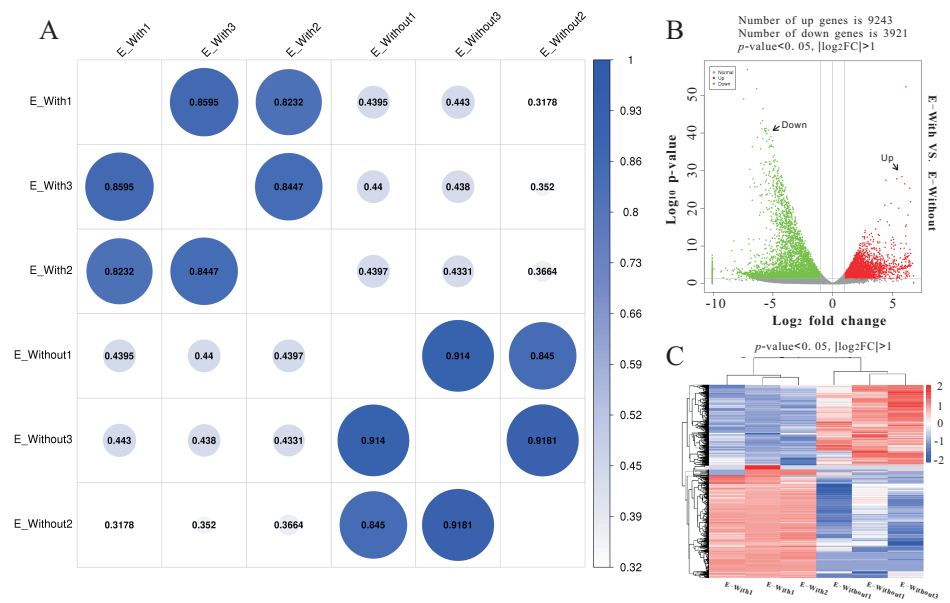 A
E_With1
E_With3
E_With2
E_Without1
E_Without3
E_Without2
E_With1
0.8595
0.8232
0.4395
0.443
0.3178
E_With3
0.8595
0.8447
0.44
0.438
0.352
E_With2
0.8232
0.8447
0.4397
0.4331
0.3664
E_Without1
0.4395
0.44
0.4397
0.914
0.845
E_Without3
0.443
0.438
0.4331
0.914
0.9181
E_Without2
0.3178
0.352
0.3664
0.845
0.9181
1
0.93
0.86
0.8
0.73
0.66
0.59
0.52
0.45
0.39
0.32
B
Number of up genes is 9243
Number of down genes is 3921
p-value<0. 05, |log2FC|>1
Normal
Up
Down
Down
Up
Log10 p-value
50
40
30
20
10
0
-10
-5
0
5
Log2 fold change
E-With VS. E-Without
C
p-value<0. 05, |log2FC|>1
2
1
0
-1
-2
E-With1
E-With1
E-With2
E-Without1
E-Without1
E-Without3